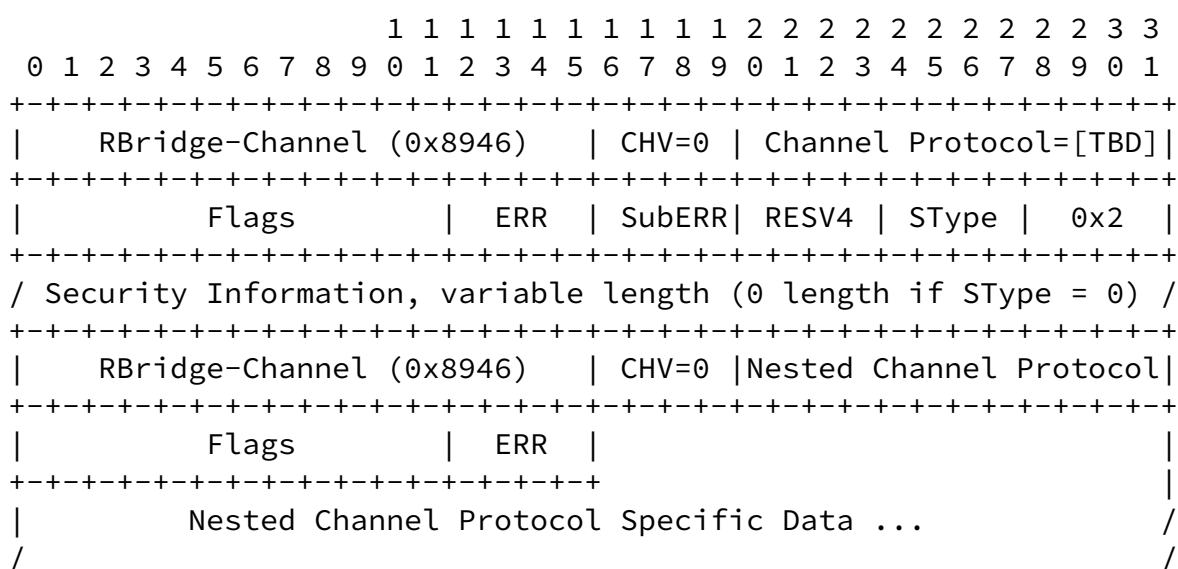 1 1 1 1 1 1 1 1 1 1 2 2 2 2 2 2 2 2 2 2 3 3
 0 1 2 3 4 5 6 7 8 9 0 1 2 3 4 5 6 7 8 9 0 1 2 3 4 5 6 7 8 9 0 1
+-+-+-+-+-+-+-+-+-+-+-+-+-+-+-+-+-+-+-+-+-+-+-+-+-+-+-+-+-+-+-+-+
|    RBridge-Channel (0x8946)    | CHV=0 | Channel Protocol=[TBD]|
+-+-+-+-+-+-+-+-+-+-+-+-+-+-+-+-+-+-+-+-+-+-+-+-+-+-+-+-+-+-+-+-+
|          Flags        |  ERR  | SubERR| RESV4 | SType |  0x2  |
+-+-+-+-+-+-+-+-+-+-+-+-+-+-+-+-+-+-+-+-+-+-+-+-+-+-+-+-+-+-+-+-+
/ Security Information, variable length (0 length if SType = 0) /
+-+-+-+-+-+-+-+-+-+-+-+-+-+-+-+-+-+-+-+-+-+-+-+-+-+-+-+-+-+-+-+-+
|    RBridge-Channel (0x8946)    | CHV=0 |Nested Channel Protocol|
+-+-+-+-+-+-+-+-+-+-+-+-+-+-+-+-+-+-+-+-+-+-+-+-+-+-+-+-+-+-+-+-+
|          Flags        |  ERR  |                               |
+-+-+-+-+-+-+-+-+-+-+-+-+-+-+-+-+                               |
|         Nested Channel Protocol Specific Data ...             /
/                                                               /